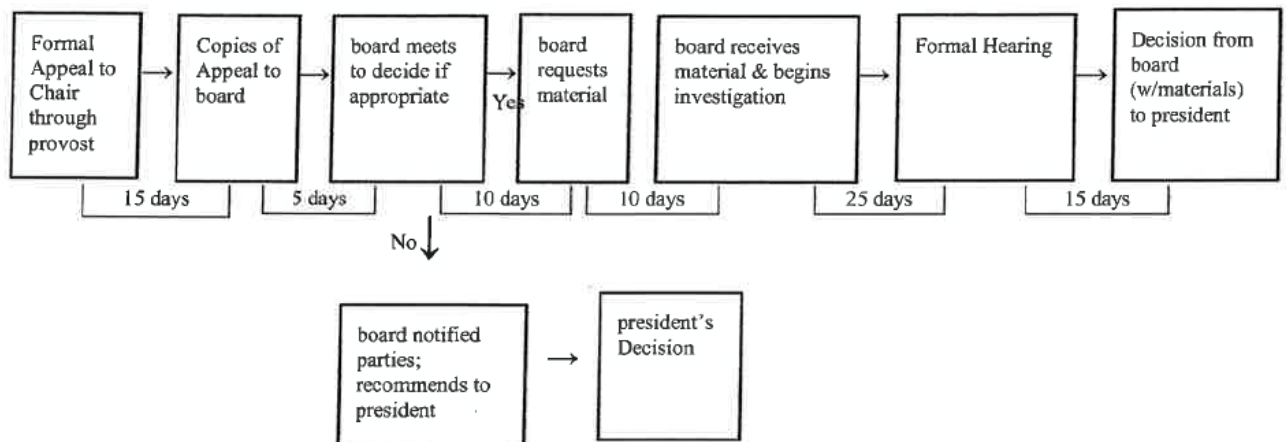 Formal
Appeal to
Chair
through
provost
Copies of
Appeal to
board
board meets
to decide if
appropriate
Yes
board
requests
material
board receives
material & begins
investigation
Formal Hearing
Decision from
board
(w/materials)
to president
15 days
5 days
10 days
10 days
25 days
15 days
No
board notified
parties;
recommends to
president
president's
Decision